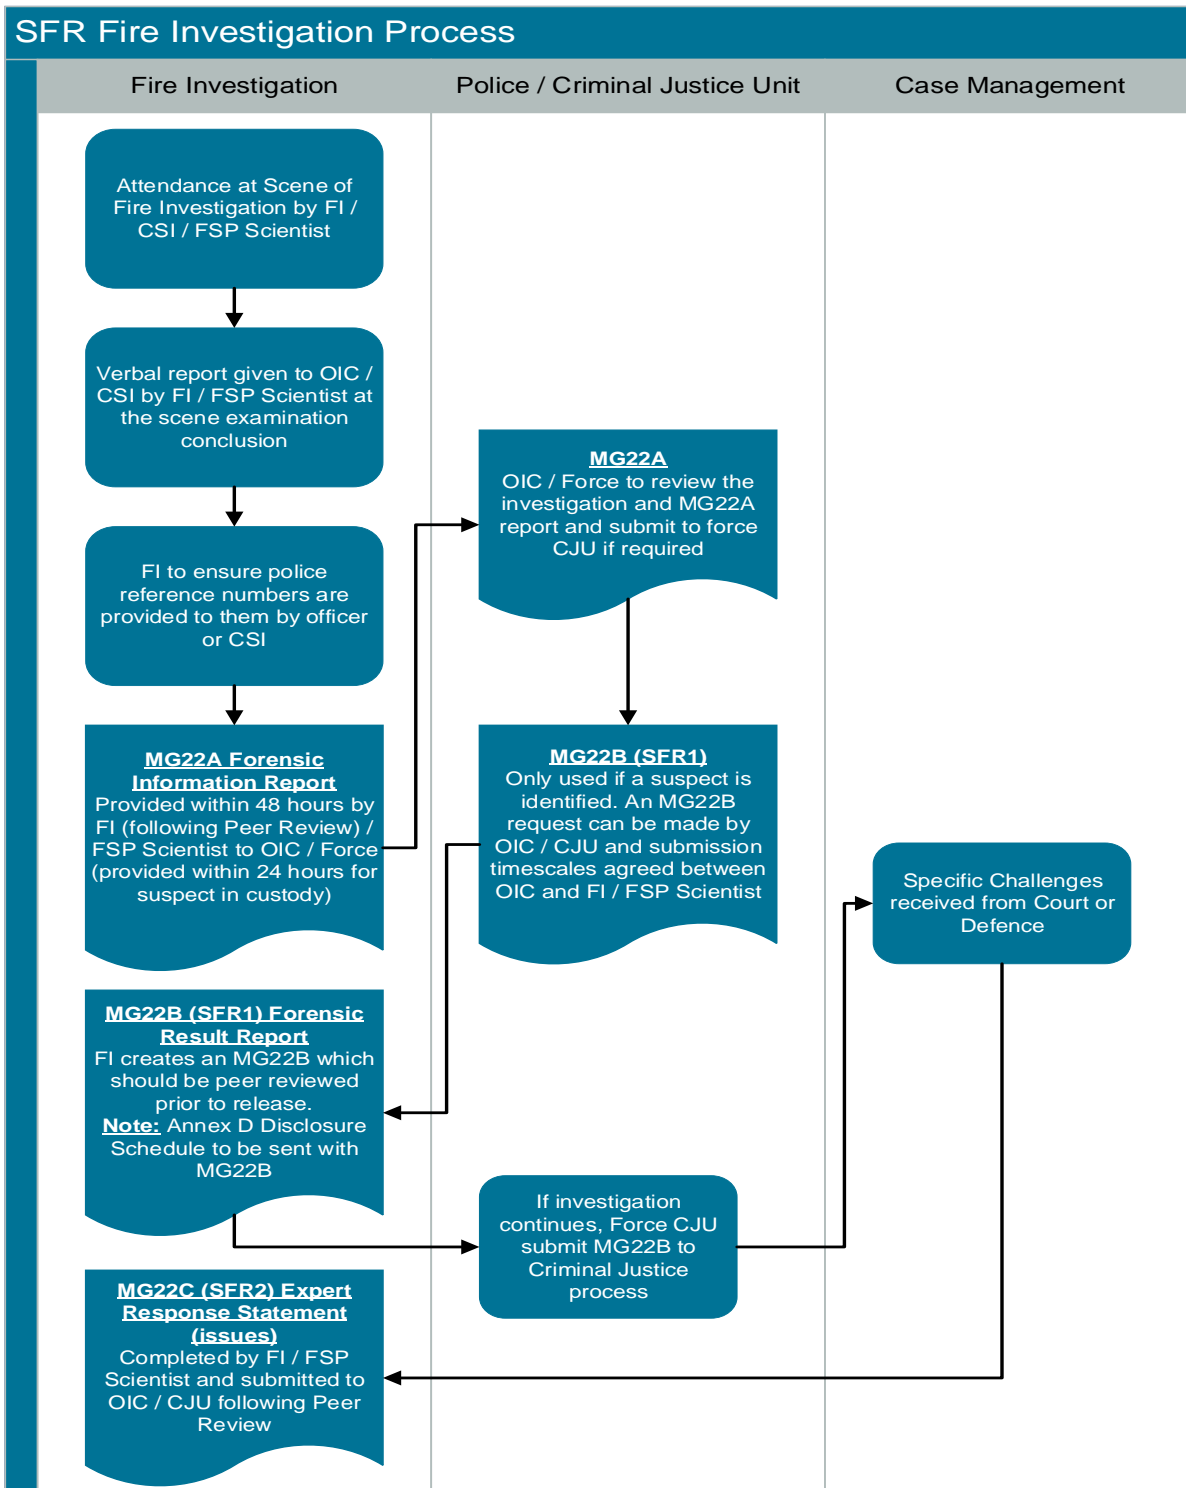 SFR Fire Investigation Process
Fire Investigation
Police / Criminal Justice Unit
Case Management
Attendance at Scene of
Fire Investigation by FI /
CSI / FSP Scientist
Verbal report given to OIC /
CSI by FI / FSP Scientist at
the scene examination
conclusion
FI to ensure police
reference numbers are
provided to them by officer
or CSI
MG22A Forensic
Information Report
Provided within 48 hours by
FI (following Peer Review) /
FSP Scientist to OIC / Force
(provided within 24 hours for
suspect in custody)
MG22A
OIC / Force to review the
investigation and MG22A
report and submit to force
CJU if required
MG22B (SFR1)
Only used if a suspect is
identified. An MG22B
request can be made by
OIC / CJU and submission
timescales agreed between
OIC and FI / FSP Scientist
MG22B (SFR1) Forensic
Result Report
FI creates an MG22B which
should be peer reviewed
prior to release.
Note: Annex D Disclosure
Schedule to be sent with
MG22B
If investigation
continues, Force CJU
submit MG22B to
Criminal Justice
process
Specific Challenges
received from Court or
Defence
MG22C (SFR2) Expert
Response Statement
(issues)
Completed by FI / FSP
Scientist and submitted to
OIC / CJU following Peer
Review